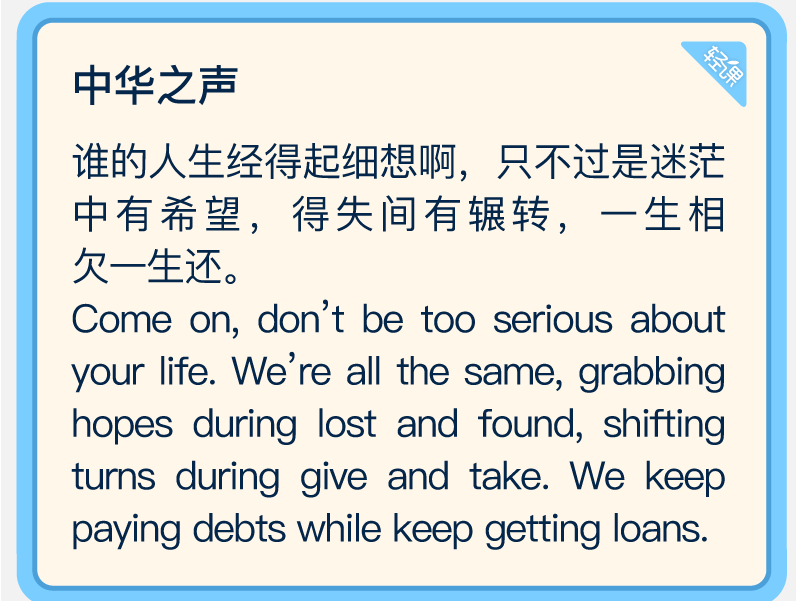 中华之声
轻课
谁的人生经得起细想啊，只不过是迷茫
中有希望，得失间有辗转，一生相
欠一生还。
Come on, don't be too serious about
your life. We're all the same, grabbing
hopes during lost and found, shifting
turns during give and take. We keep
paying debts while keep getting loans.